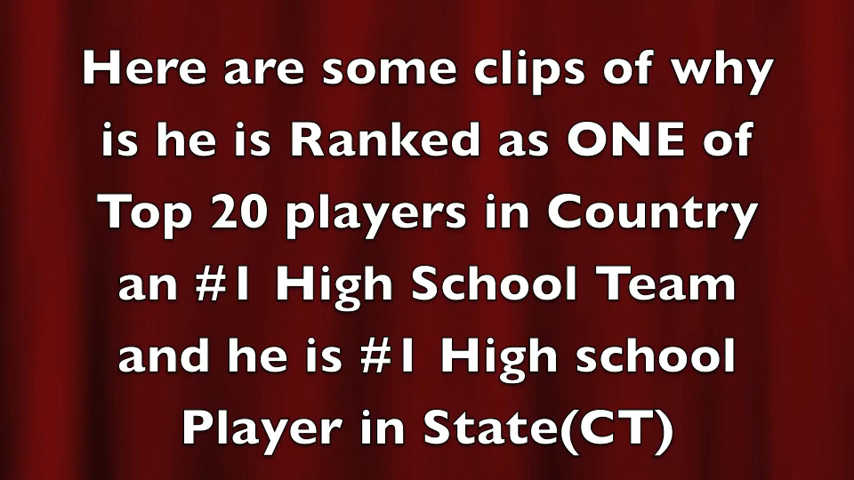 Here are some clips of why
is he is Ranked as ONE of
Top 20 players in Country
an #1 High School Team
and he is #1 High school
Player in State(CT)